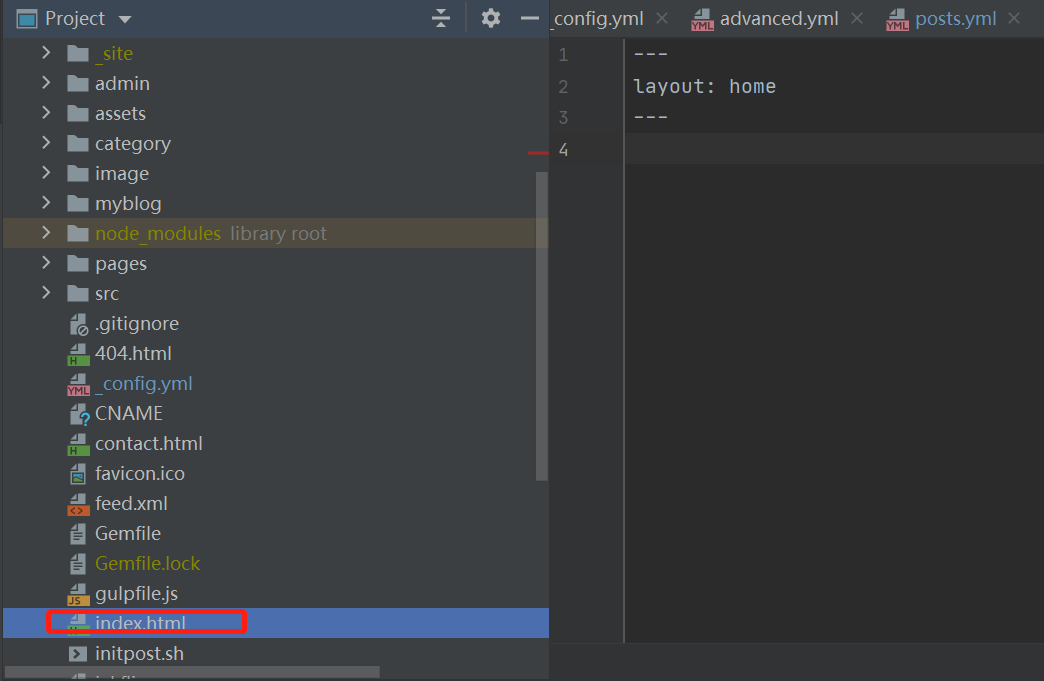 Project
_config.yml
advanced.yml
posts.yml
_site
admin
assets
category
image
myblog
node_modules library root
pages
src
.gitignore
404.html
_config.yml
CNAME
contact.html
favicon.ico
feed.xml
Gemfile
Gemfile.lock
gulpfile.js
index.html
initpost.sh
1 ---
2 layout: home
3 ---
4